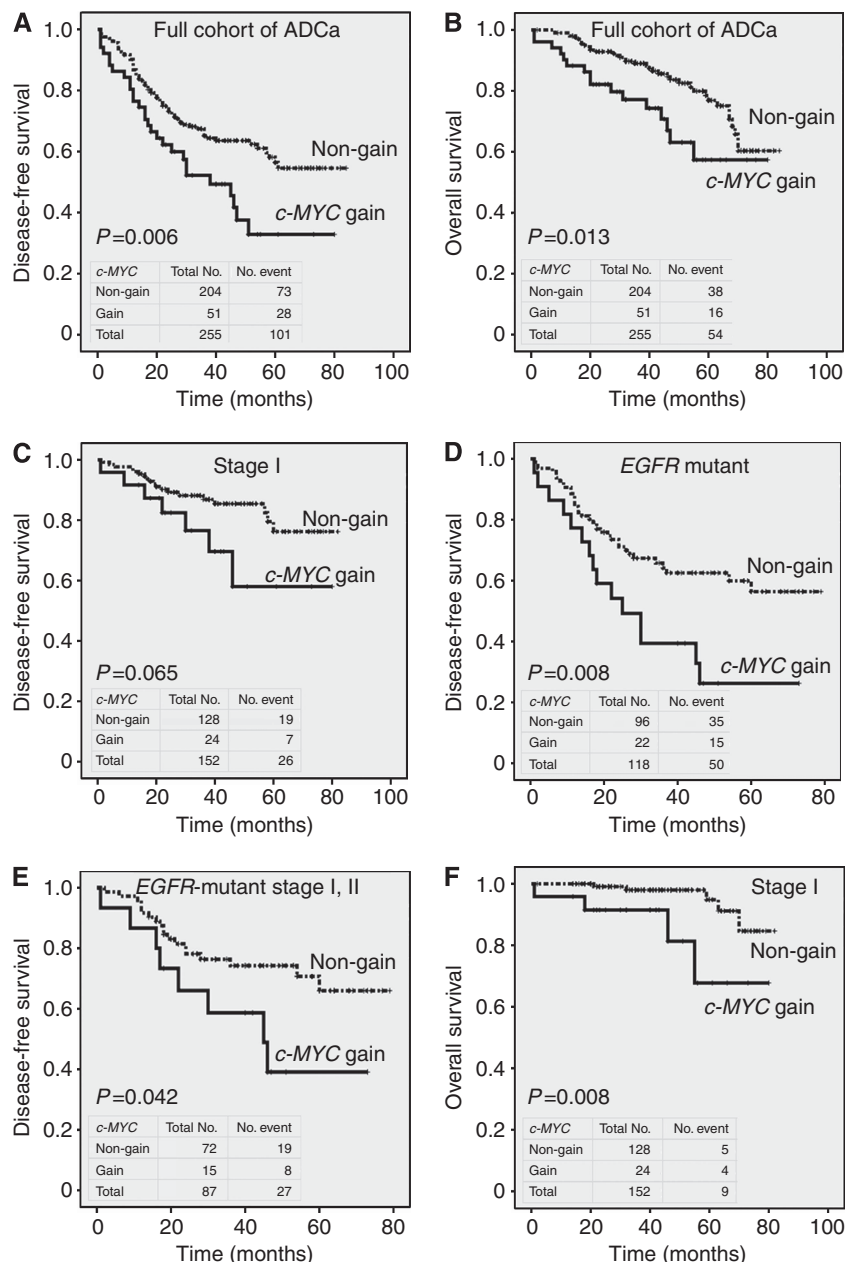 A
Full cohort of ADCa
Disease-free survival
1.0
0.8
0.6
0.4
0.2
0
Non-gain
c-MYC gain
P=0.006
c-MYC Total No. No. event
Non-gain 204 73
Gain 51 28
Total 255 101
0 20 40 60 80 100
Time (months)
B
Full cohort of ADCa
Overall survival
1.0
0.8
0.6
0.4
0.2
0
Non-gain
c-MYC gain
P=0.013
c-MYC Total No. No. event
Non-gain 204 38
Gain 51 16
Total 255 54
0 20 40 60 80 100
Time (months)
C
Stage I
Disease-free survival
1.0
0.8
0.6
0.4
0.2
0
Non-gain
c-MYC gain
P=0.065
c-MYC Total No. No. event
Non-gain 128 19
Gain 24 7
Total 152 26
0 20 40 60 80 100
Time (months)
D
EGFR mutant
Disease-free survival
1.0
0.8
0.6
0.4
0.2
0
Non-gain
c-MYC gain
P=0.008
c-MYC Total No. No. event
Non-gain 96 35
Gain 22 15
Total 118 50
0 20 40 60 80
Time (months)
E
EGFR-mutant stage I, II
Disease-free survival
1.0
0.8
0.6
0.4
0.2
0
Non-gain
c-MYC gain
P=0.042
c-MYC Total No. No. event
Non-gain 72 19
Gain 15 8
Total 87 27
0 20 40 60 80
Time (months)
F
Stage I
Overall survival
1.0
0.8
0.6
0.4
0.2
0
Non-gain
c-MYC gain
P=0.008
c-MYC Total No. No. event
Non-gain 128 5
Gain 24 4
Total 152 9
0 20 40 60 80 100
Time (months)